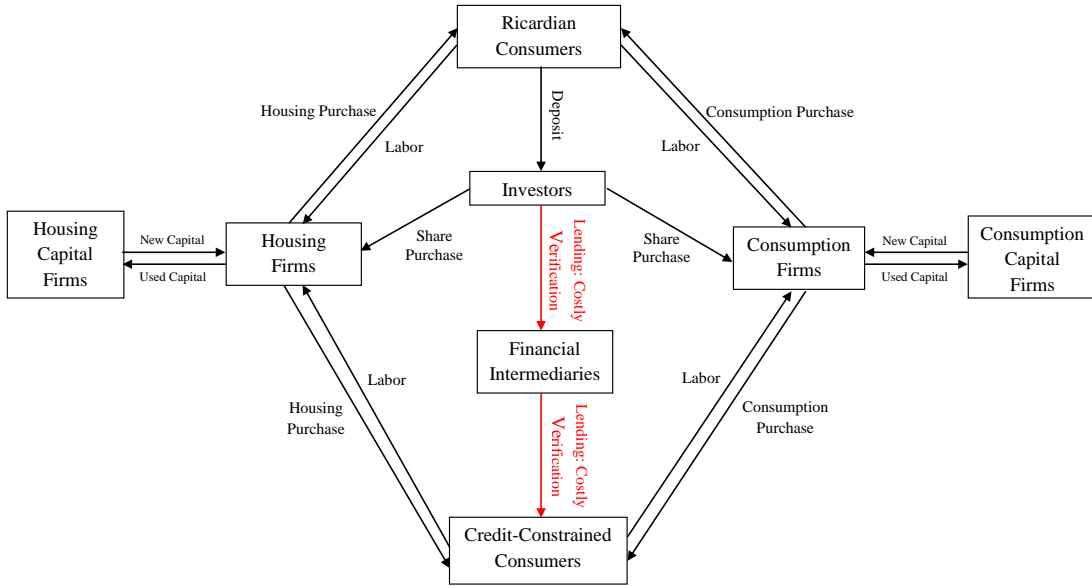 Ricardian
Consumers
Housing Purchase
Labor
Deposit
Consumption Purchase
Labor
Investors
Share
Purchase
Lending: Costly
Verification
Share
Purchase
Housing
Capital
Firms
New Capital
Used Capital
Housing
Firms
Consumption
Firms
New Capital
Used Capital
Consumption
Capital
Firms
Financial
Intermediaries
Labor
Housing
Purchase
Lending: Costly
Verification
Labor
Consumption
Purchase
Credit-Constrained
Consumers